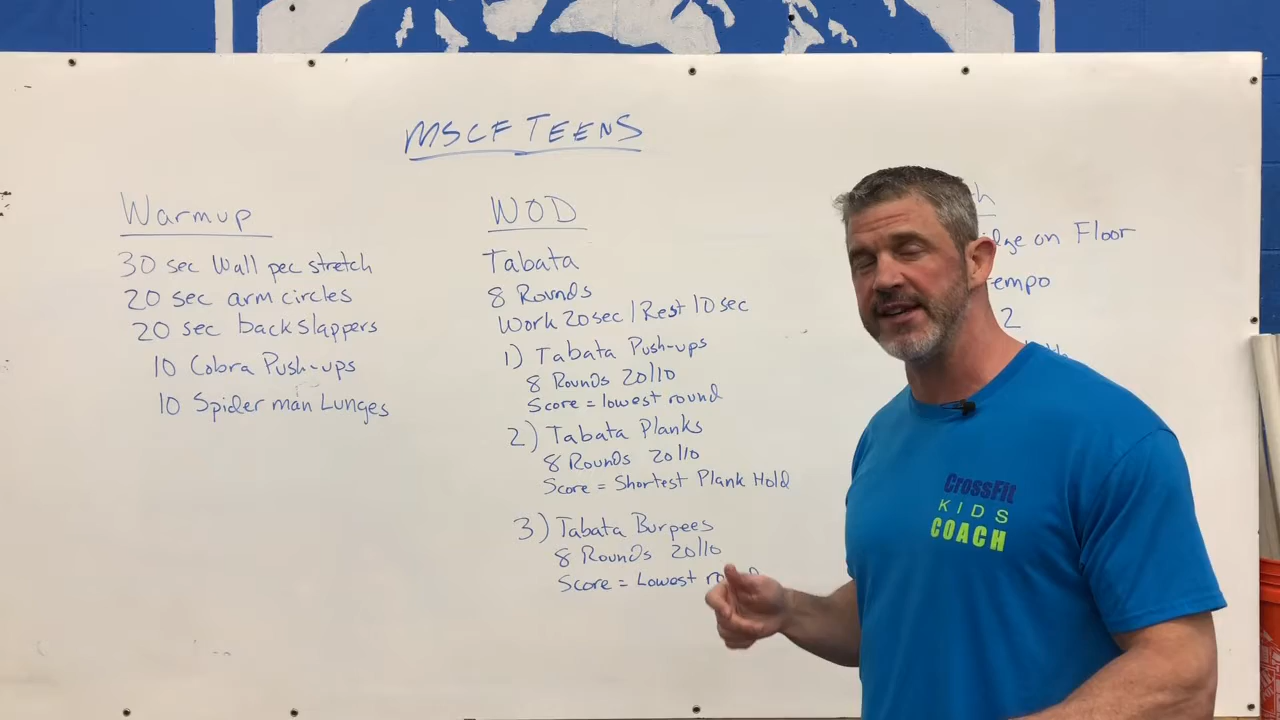 MSCF TEENS
Warmup
30 sec Wall pec stretch
20 sec arm circles
20 sec backslappers
10 Cobra Push-ups
10 Spiderman Lunges
WOD
Tabata
8 Rounds
Work 20sec / Rest 10 sec
1) Tabata Push-ups
8 Rounds 20/10
Score = lowest round
2) Tabata Planks
8 Rounds 20/10
Score = Shortest Plank Hold
3) Tabata Burpees
8 Rounds 20/10
Score = Lowest
on Floor
tempo
2
CrossFit
KIDS
COACH